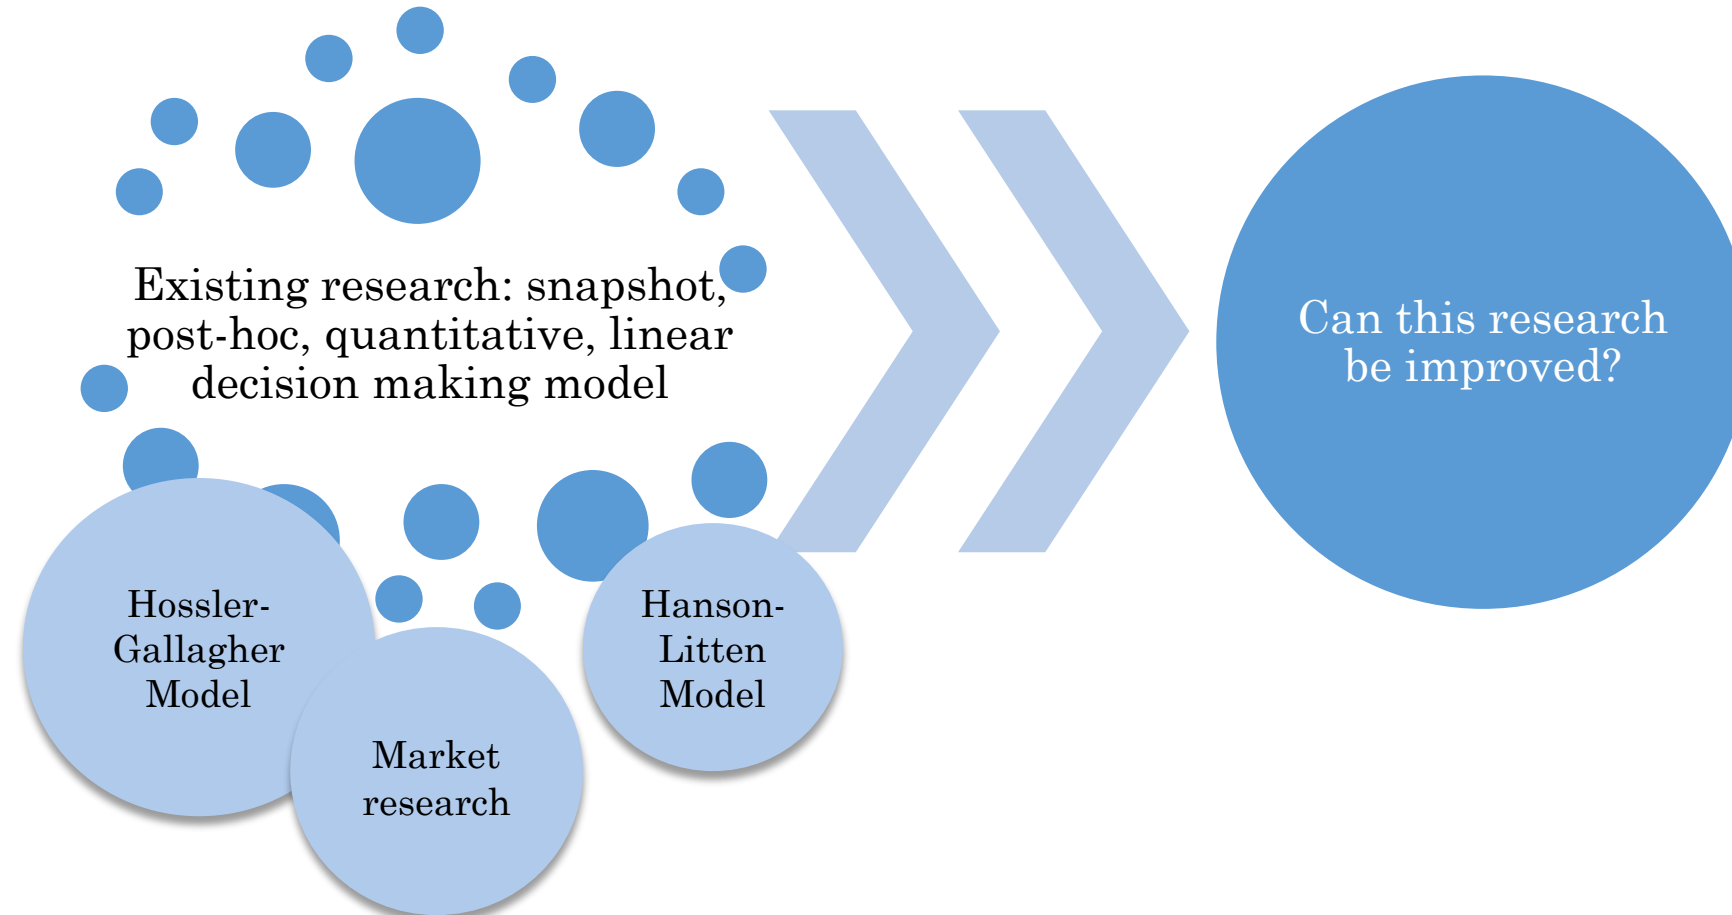 Existing research: snapshot,
post-hoc, quantitative, linear
decision making model
Can this research
be improved?
Hossler-
Gallagher
Model
Market
research
Hanson-
Litten
Model